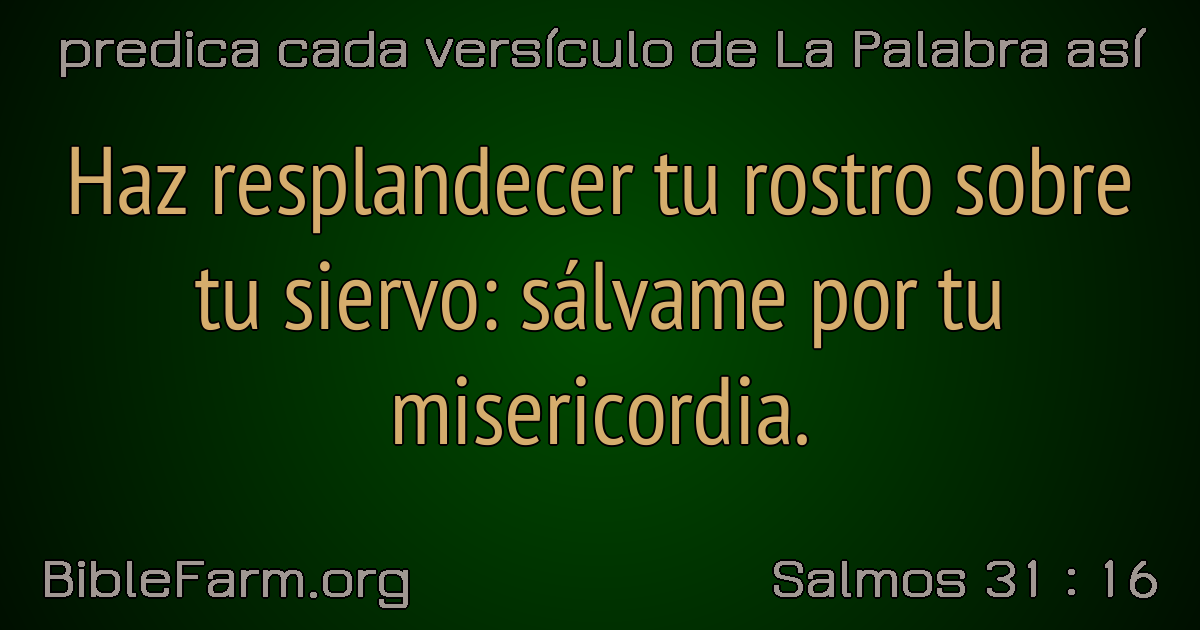 predica cada versículo de La Palabra así
Haz resplandecer tu rostro sobre
tu siervo: sálvame por tu
misericordia.
BibleFarm.org
Salmos 31 : 16